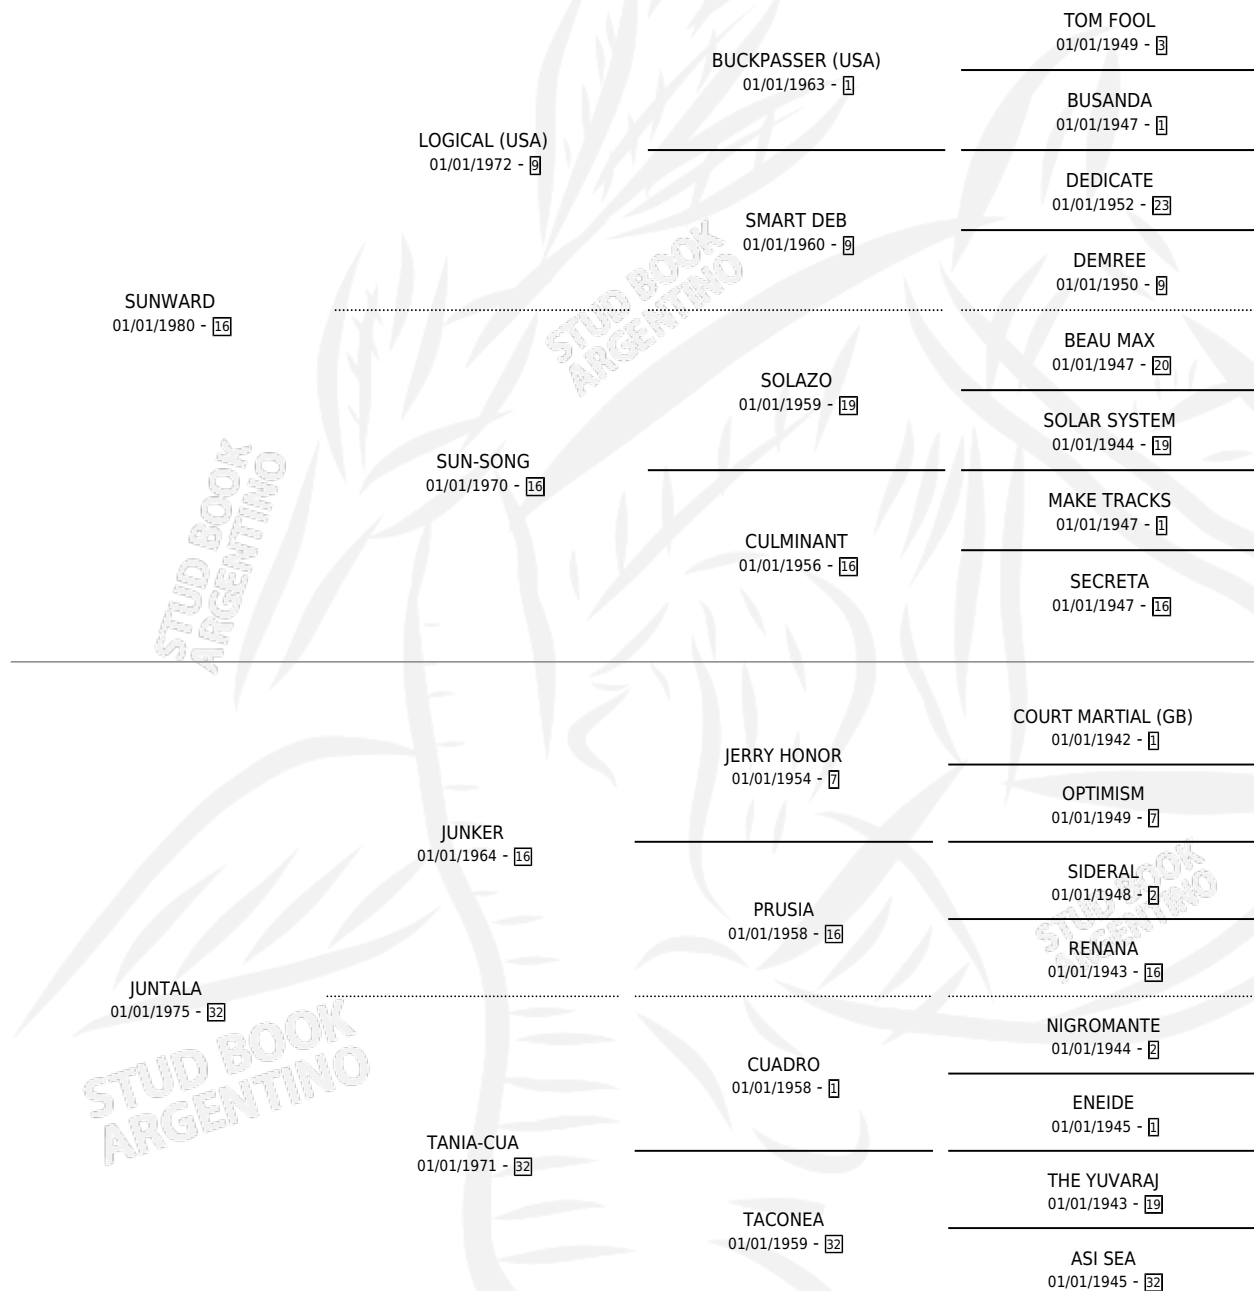 TOM FOOL
01/01/1949 - 3
BUCKPASSER (USA)
01/01/1963 - 1
BUSANDA
01/01/1947 - 1
LOGICAL (USA)
01/01/1972 - 9
DEDICATE
01/01/1952 - 23
SMART DEB
01/01/1960 - 9
DEMREE
01/01/1950 - 9
SUNWARD
01/01/1980 - 16
STUD BOOK
ARGENTINO
BEAU MAX
01/01/1947 - 20
SOLAZO
01/01/1959 - 19
SOLAR SYSTEM
01/01/1944 - 19
SUN-SONG
01/01/1970 - 16
STUD BOOK
ARGENTINO
MAKE TRACKS
01/01/1947 - 1
CULMINANT
01/01/1956 - 16
SECRETA
01/01/1947 - 16
COURT MARTIAL (GB)
01/01/1942 - 1
JERRY HONOR
01/01/1954 - 7
OPTIMISM
01/01/1949 - 7
JUNKER
01/01/1964 - 16
SIDERAL
01/01/1948 - 2
STUD BOOK
ARGENTINO
PRUSIA
01/01/1958 - 16
RENANA
01/01/1943 - 16
JUNTALA
01/01/1975 - 32
STUD BOOK
ARGENTINO
NIGROMANTE
01/01/1944 - 2
CUADRO
01/01/1958 - 1
ENEIDE
01/01/1945 - 1
TANIA-CUA
01/01/1971 - 32
THE YUVARAJ
01/01/1943 - 19
TACONEA
01/01/1959 - 32
ASI SEA
01/01/1945 - 32